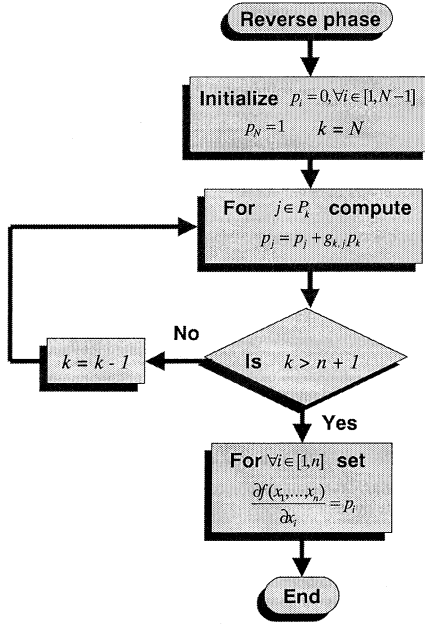 Reverse phase
Initialize p_i = 0, ∀i ∈ [1, N−1]
p_N = 1 k = N
For j ∈ P_k compute
p_j = p_j + g_{k,j} p_k
No
k = k - 1
Is k > n + 1
Yes
For ∀i ∈ [1, n] set
∂f(x_1,...,x_n)/∂x_i = p_i
End